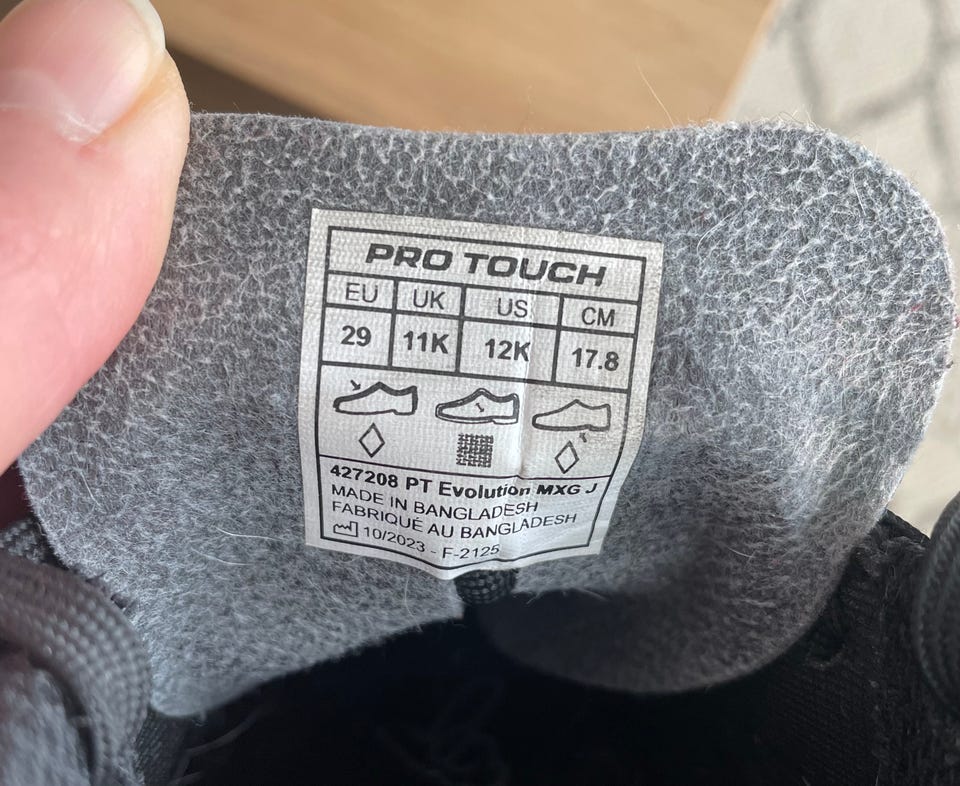 PRO TOUCH
EU UK US CM
29 11K 12K 17.8
427208 PT Evolution MXG J
MADE IN BANGLADESH
FABRIQUÉ AU BANGLADESH
10/2023 - F-2125